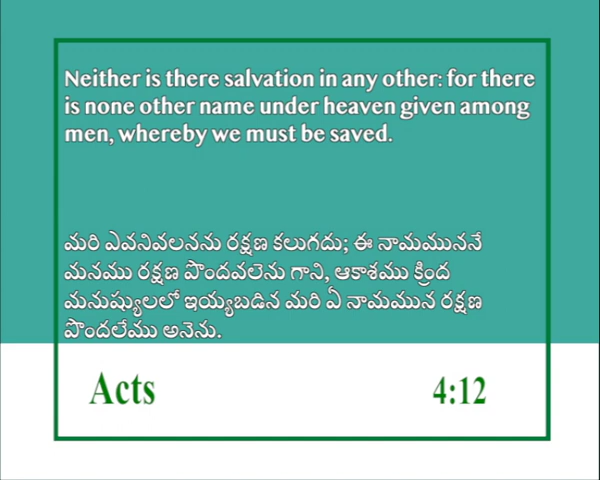 Neither is there salvation in any other: for there
is none other name under heaven given among
men, whereby we must be saved.
మరి ఎవనివలనను రక్షణ కలుగదు; ఈ నామముననే
మనము రక్షణ పొందవలెను గాని, ఆకాశము క్రింద
మనుష్యులలో ఇయ్యబడిన మరి ఏ నామమున రక్షణ
పొందలేము అనెను.
Acts 4:12